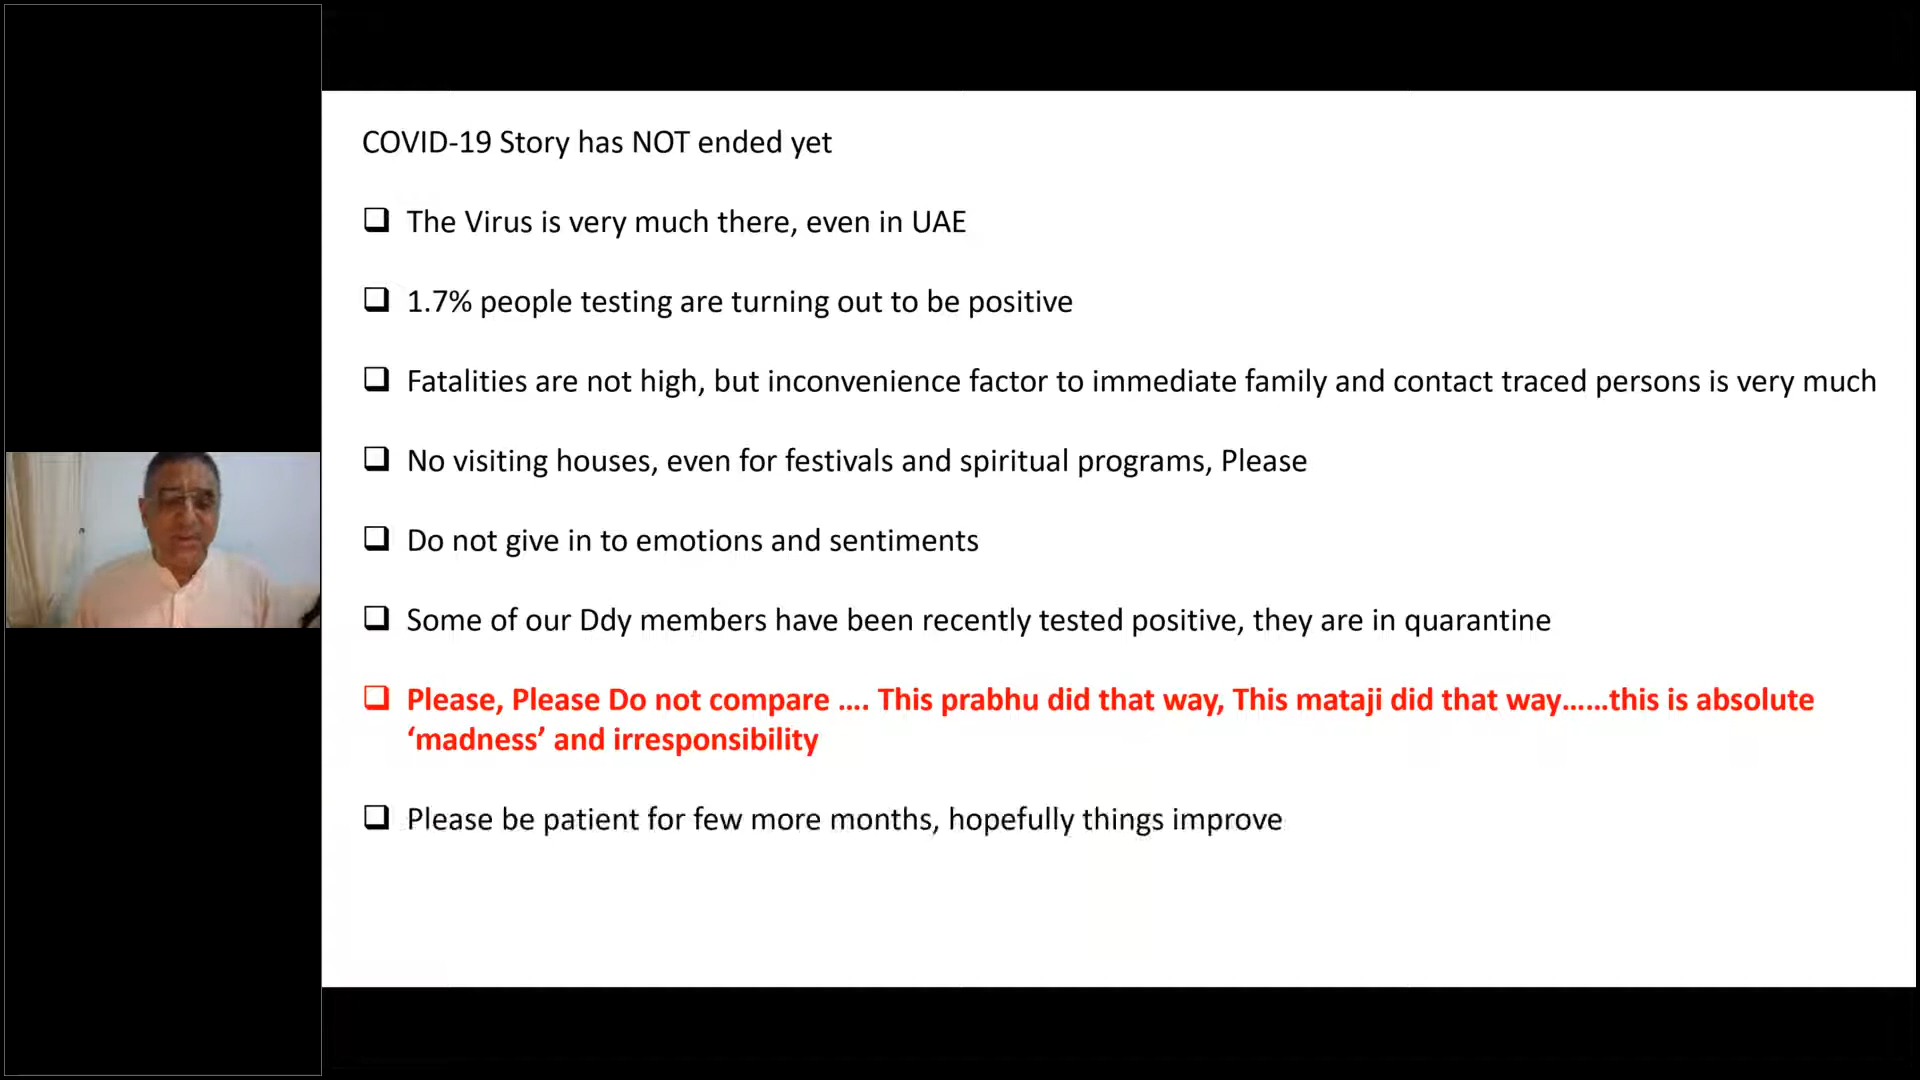 COVID-19 Story has NOT ended yet
❑ The Virus is very much there, even in UAE
❑ 1.7% people testing are turning out to be positive
❑ Fatalities are not high, but inconvenience factor to immediate family and contact traced persons is very much
❑ No visiting houses, even for festivals and spiritual programs, Please
❑ Do not give in to emotions and sentiments
❑ Some of our Ddy members have been recently tested positive, they are in quarantine
❑ Please, Please Do not compare …. This prabhu did that way, This mataji did that way……this is absolute
‘madness’ and irresponsibility
❑ Please be patient for few more months, hopefully things improve